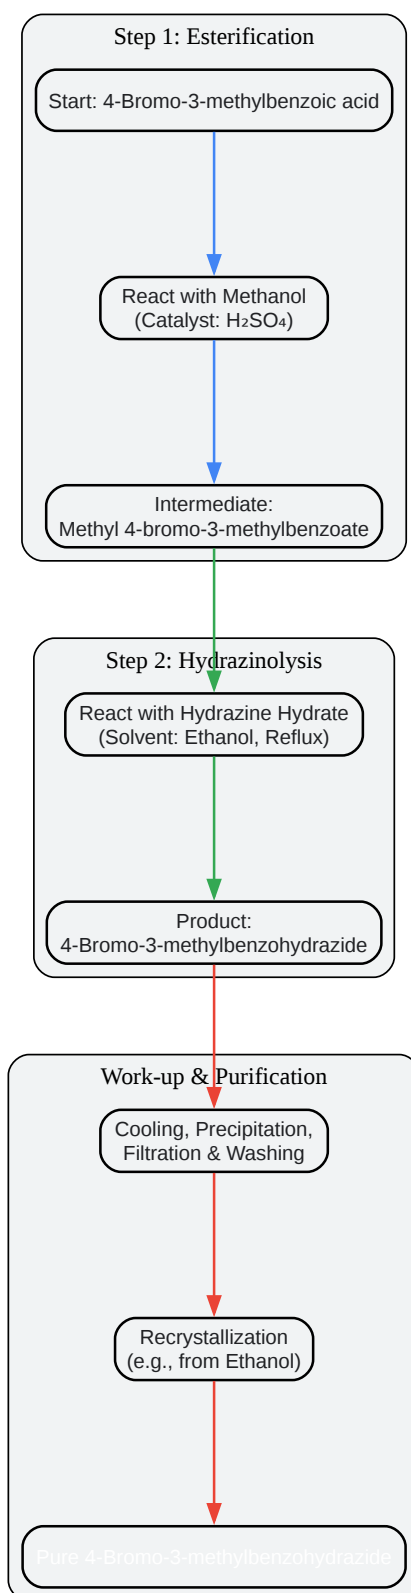 Step 1: Esterification
Start: 4-Bromo-3-methylbenzoic acid
React with Methanol
(Catalyst: H₂SO₄)
Intermediate:
Methyl 4-bromo-3-methylbenzoate
Step 2: Hydrazinolysis
React with Hydrazine Hydrate
(Solvent: Ethanol, Reflux)
Product:
4-Bromo-3-methylbenzohydrazide
Work-up & Purification
Cooling, Precipitation,
Filtration & Washing
Recrystallization
(e.g., from Ethanol)
Pure 4-Bromo-3-methylbenzohydrazide